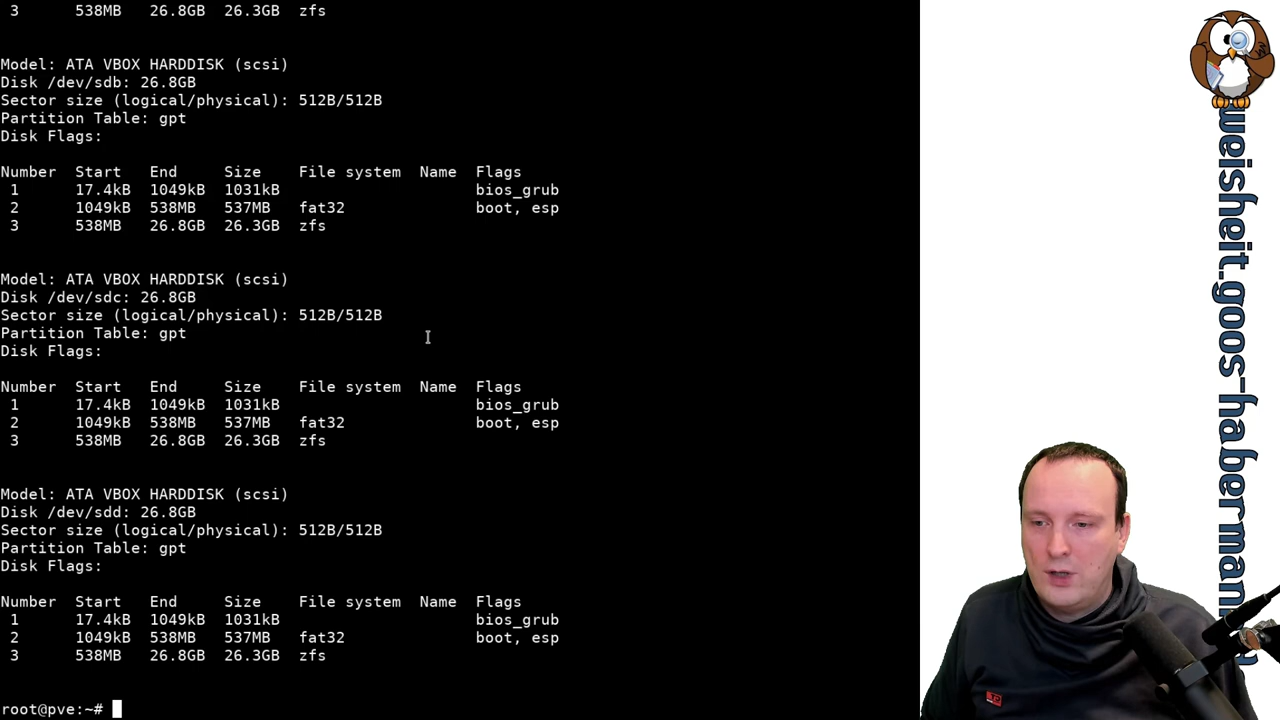 3 538MB 26.8GB 26.3GB zfs
Model: ATA VBOX HARDDISK (scsi)
Disk /dev/sdb: 26.8GB
Sector size (logical/physical): 512B/512B
Partition Table: gpt
Disk Flags:
Number Start End Size File system Name Flags
1 17.4kB 1049kB 1031kB bios_grub
2 1049kB 538MB 537MB fat32 boot, esp
3 538MB 26.8GB 26.3GB zfs
Model: ATA VBOX HARDDISK (scsi)
Disk /dev/sdc: 26.8GB
Sector size (logical/physical): 512B/512B
Partition Table: gpt
Disk Flags:
Number Start End Size File system Name Flags
1 17.4kB 1049kB 1031kB bios_grub
2 1049kB 538MB 537MB fat32 boot, esp
3 538MB 26.8GB 26.3GB zfs
Model: ATA VBOX HARDDISK (scsi)
Disk /dev/sdd: 26.8GB
Sector size (logical/physical): 512B/512B
Partition Table: gpt
Disk Flags:
Number Start End Size File system Name Flags
1 17.4kB 1049kB 1031kB bios_grub
2 1049kB 538MB 537MB fat32 boot, esp
3 538MB 26.8GB 26.3GB zfs
root@pve:~#